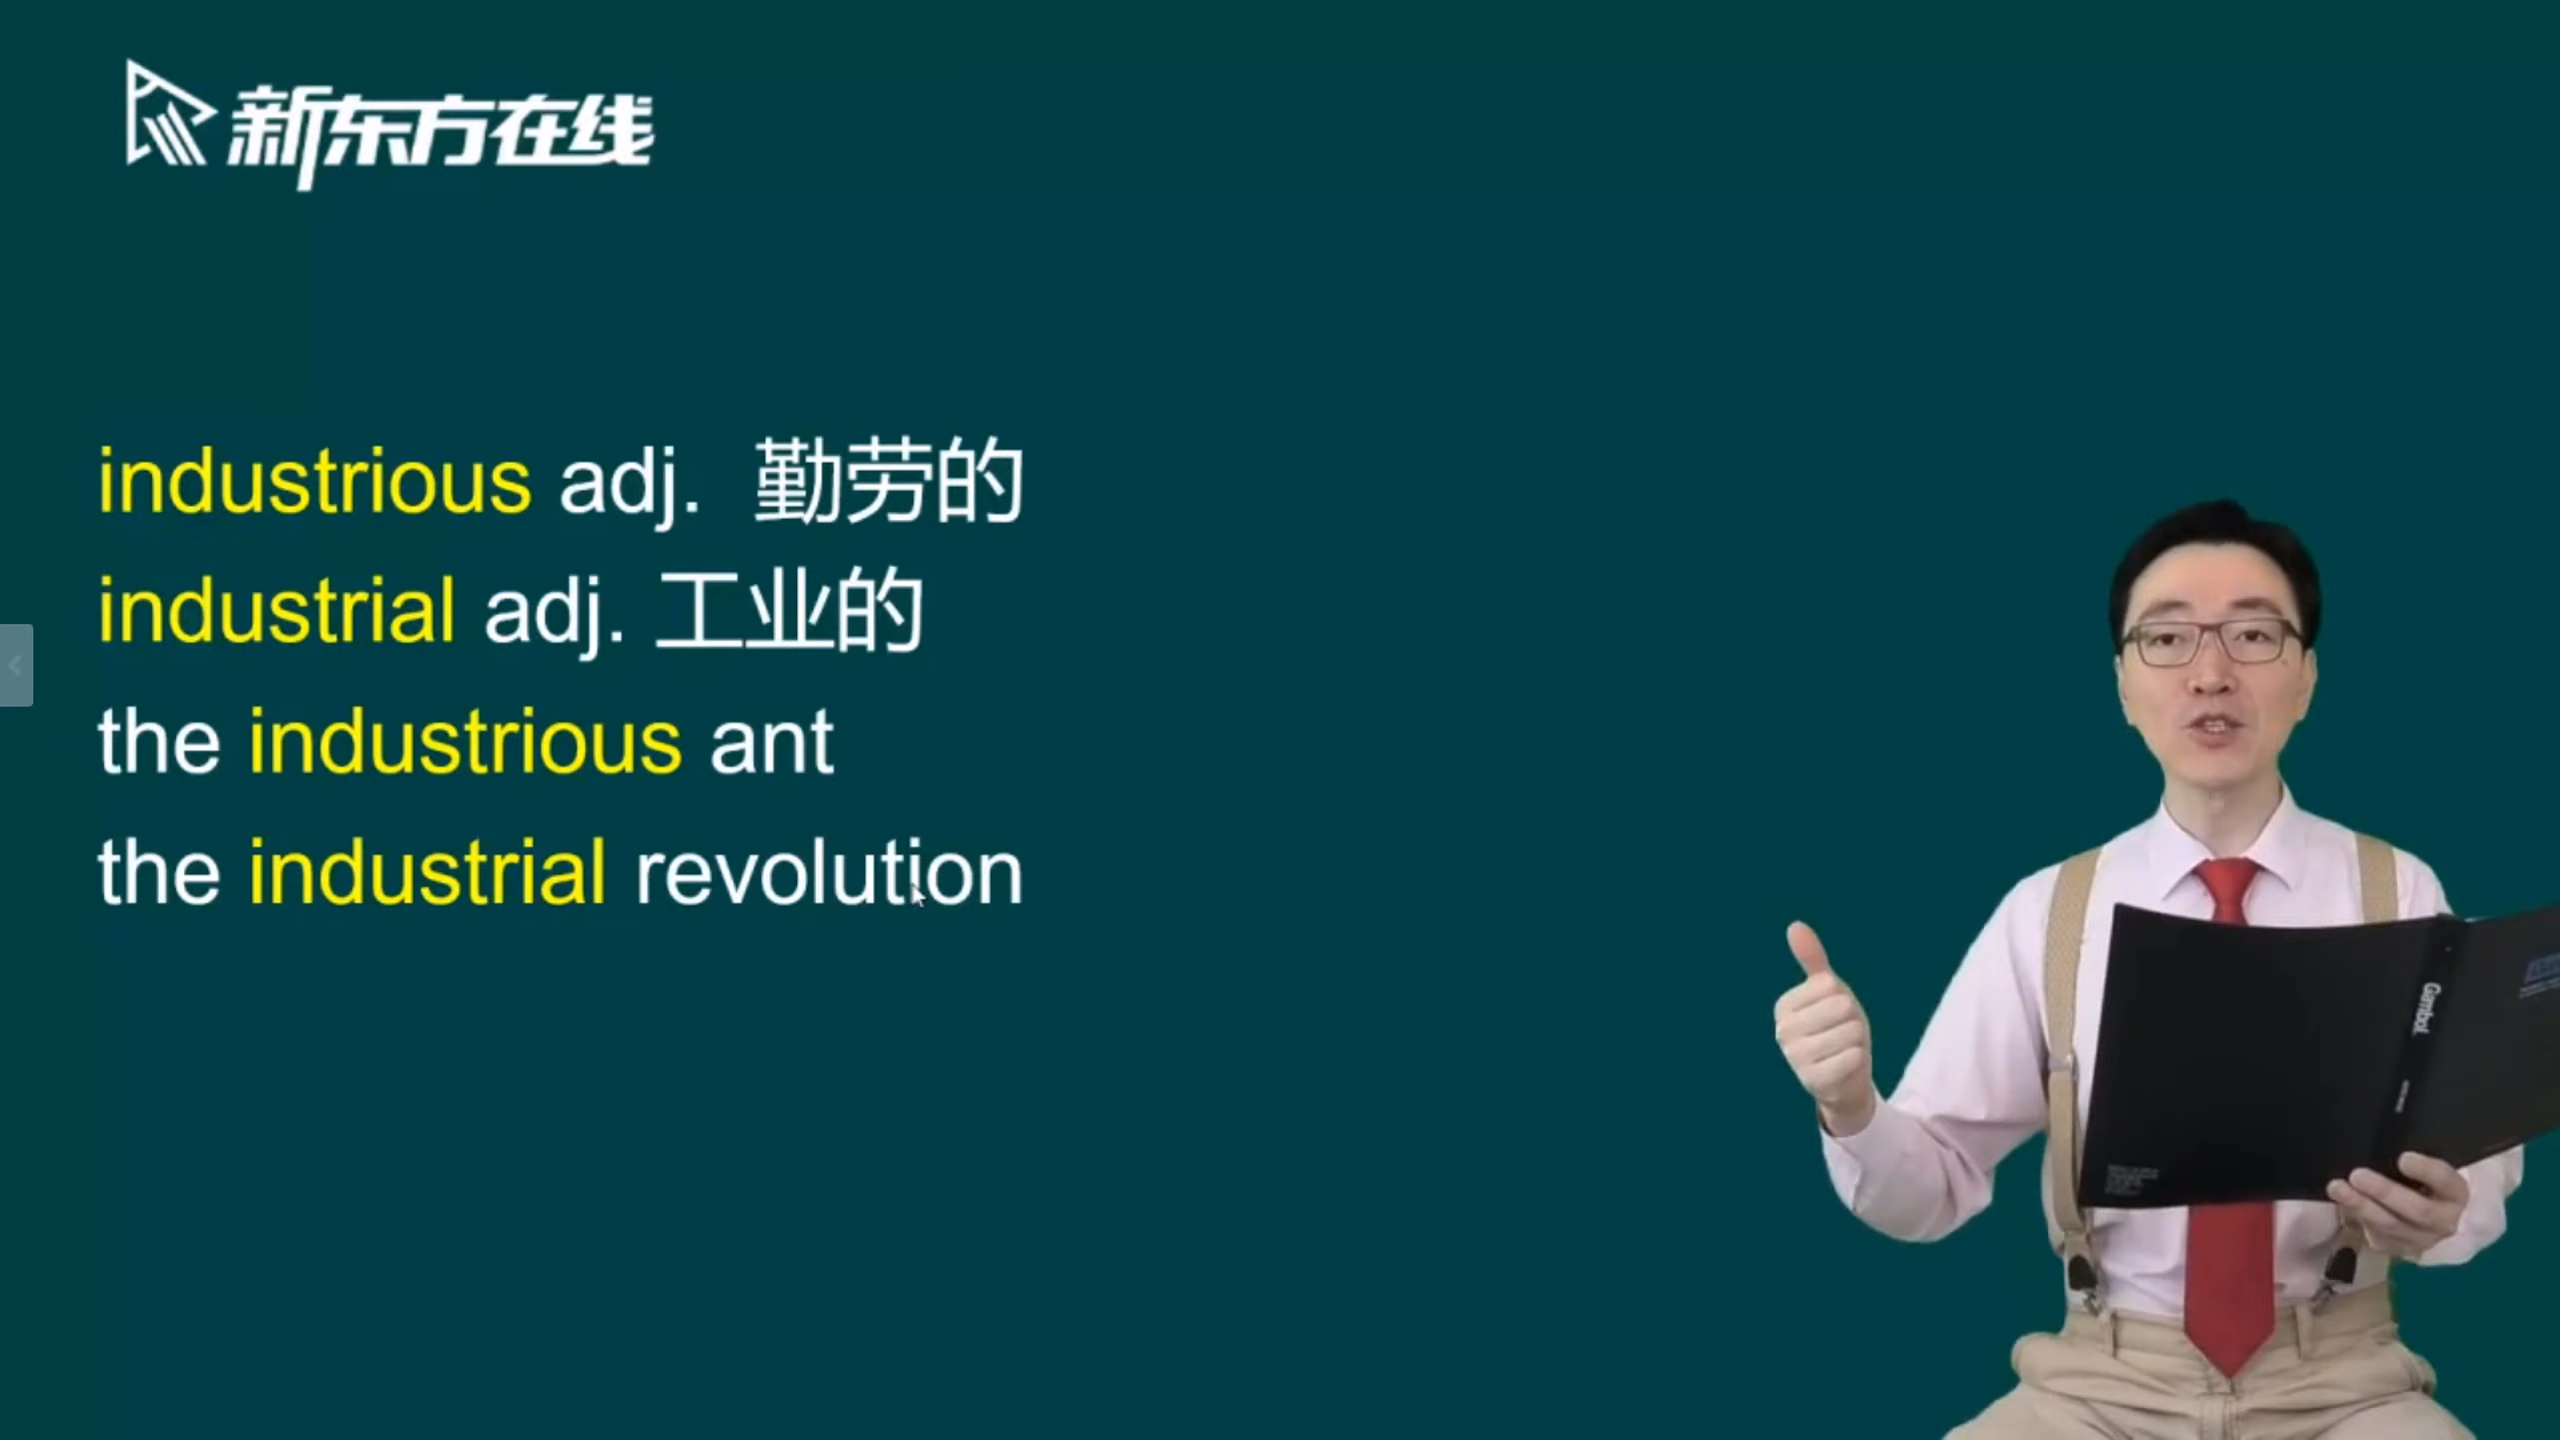 新东方在线
industrious adj. 勤劳的
industrial adj. 工业的
the industrious ant
the industrial revolution
Gambol